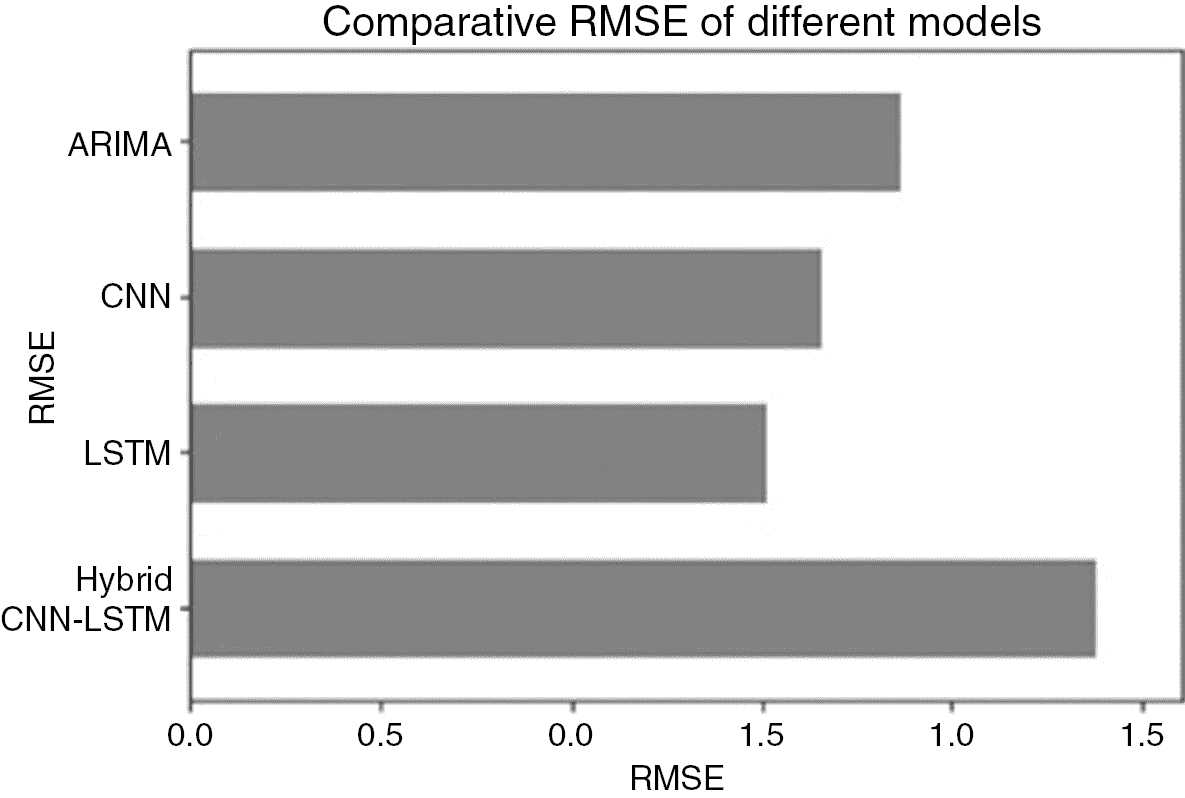 Comparative RMSE of different models
ARIMA
CNN
RMSE
LSTM
Hybrid
CNN-LSTM
0.0 0.5 0.0 1.5 1.0 1.5
RMSE